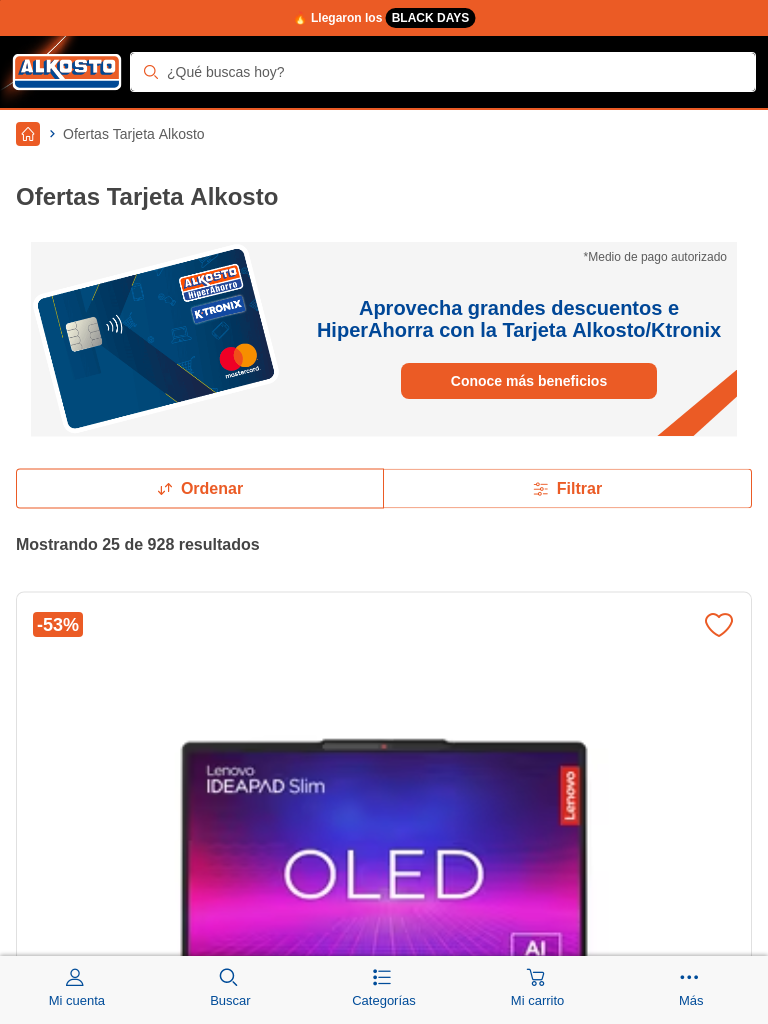 🔥 Llegaron los BLACK DAYS
ALKOSTO
¿Qué buscas hoy?
Ofertas Tarjeta Alkosto
Ofertas Tarjeta Alkosto
*Medio de pago autorizado
ALKOSTO
HiperAhorro
K-TRONIX
mastercard
Aprovecha grandes descuentos e
HiperAhorra con la Tarjeta Alkosto/Ktronix
Conoce más beneficios
Ordenar
Filtrar
Mostrando 25 de 928 resultados
-53%
Lenovo
IDEAPAD Slim
Lenovo
OLED
AI
Mi cuenta
Buscar
Categorías
Mi carrito
Más